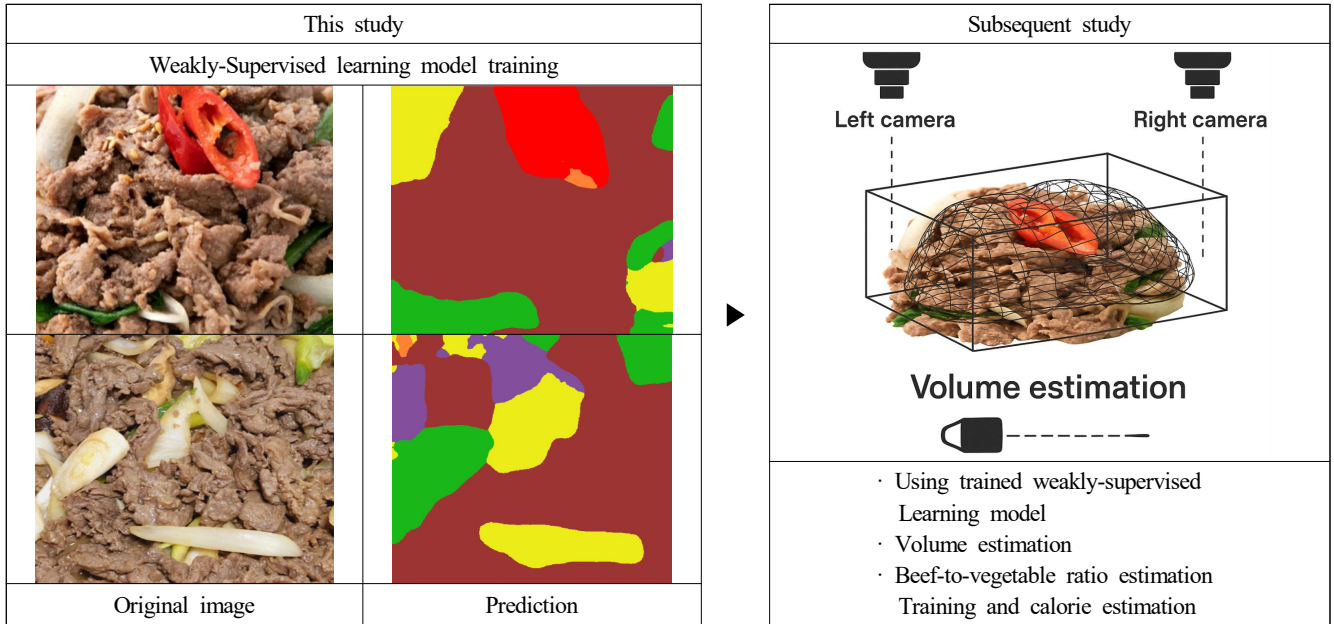 This study
Weakly-Supervised learning model training
Original image
Prediction
Subsequent study
Left camera
Right camera
Volume estimation
· Using trained weakly-supervised
Learning model
· Volume estimation
· Beef-to-vegetable ratio estimation
Training and calorie estimation